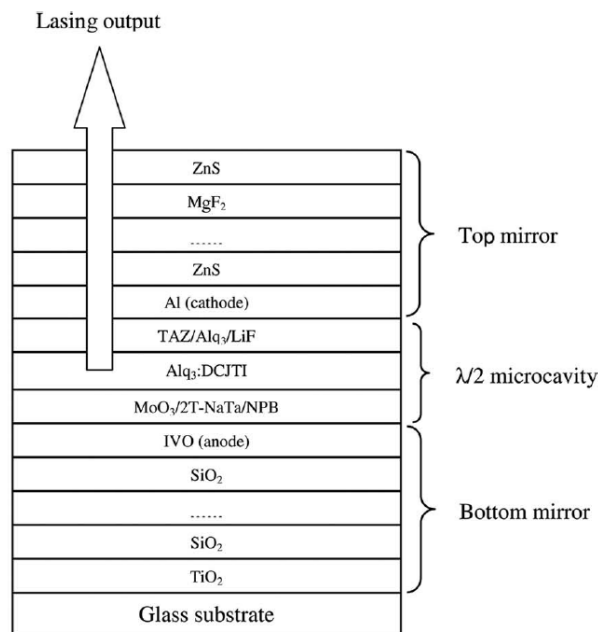 Lasing output
ZnS
MgF₂
......
ZnS
Al (cathode)
TAZ/Alq₃/LiF
Alq₃:DCJTI
MoO₃/2T-NaTa/NPB
IVO (anode)
SiO₂
......
SiO₂
TiO₂
Glass substrate
Top mirror
λ/2 microcavity
Bottom mirror